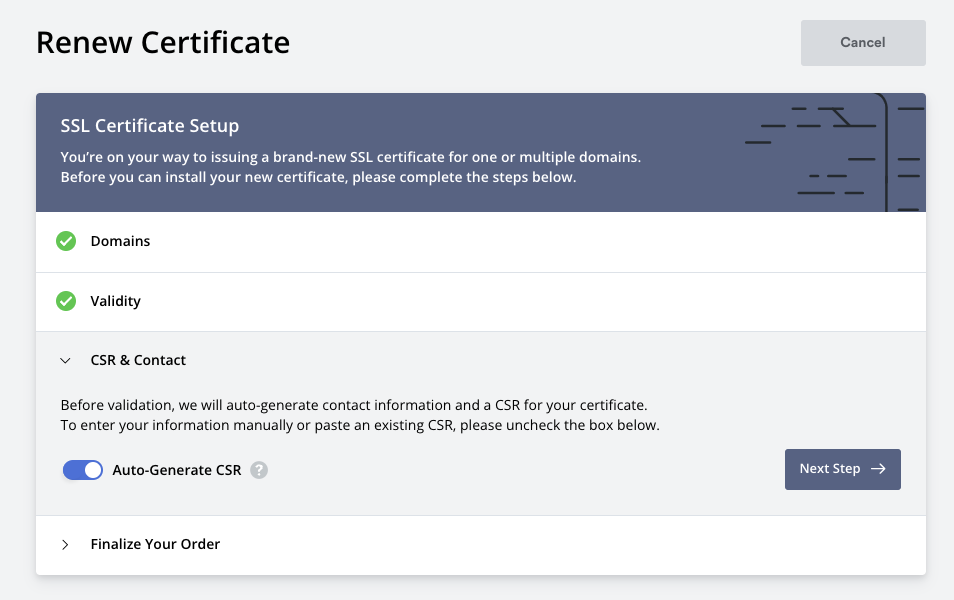 Renew Certificate
Cancel
SSL Certificate Setup
You’re on your way to issuing a brand-new SSL certificate for one or multiple domains.
Before you can install your new certificate, please complete the steps below.
Domains
Validity
CSR & Contact
Before validation, we will auto-generate contact information and a CSR for your certificate.
To enter your information manually or paste an existing CSR, please uncheck the box below.
Auto-Generate CSR ?
Next Step →
Finalize Your Order